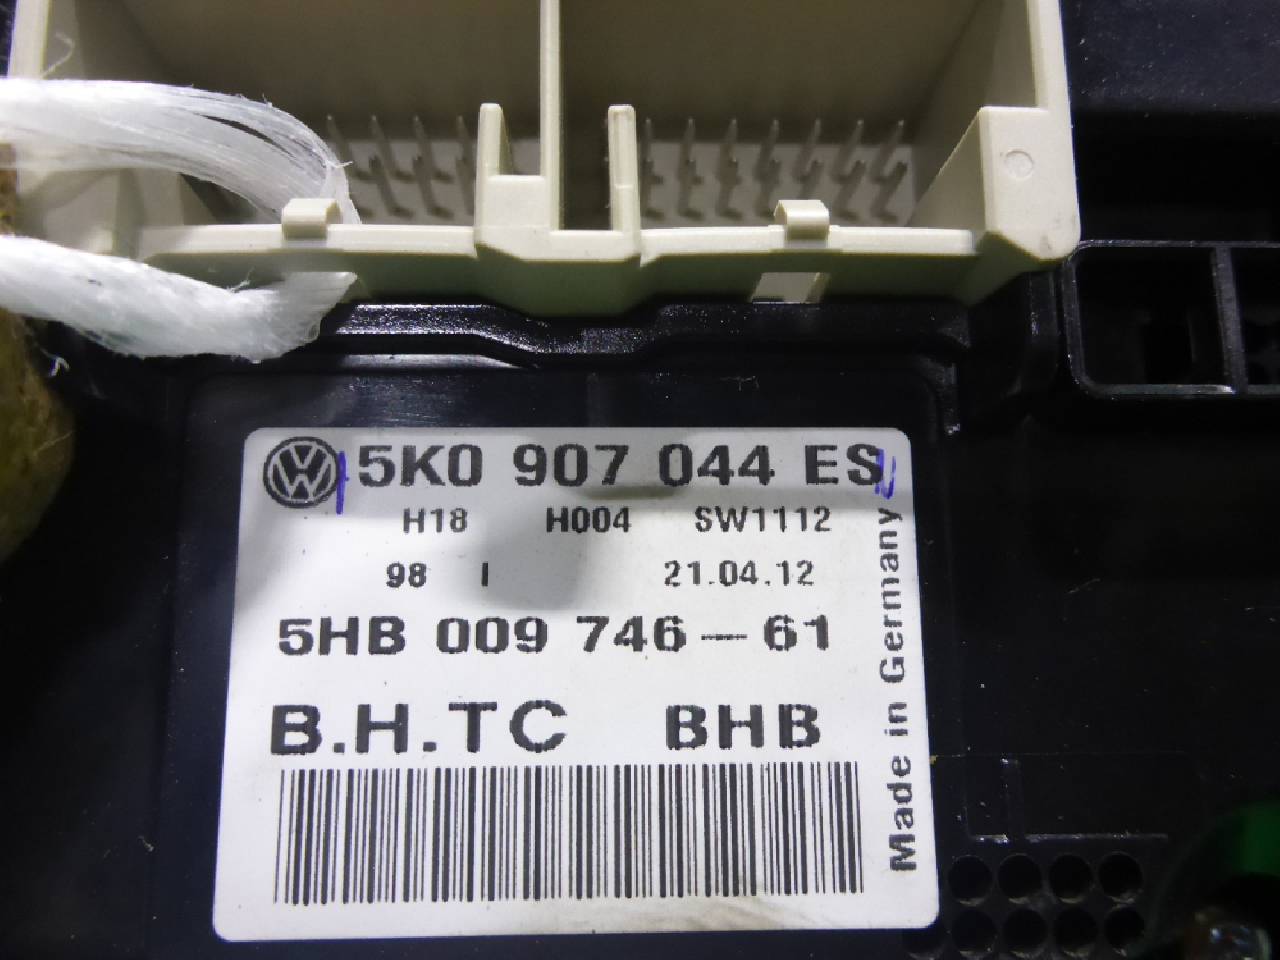 5K0 907 044 ES
H18 H004 SW1112
98 I 21.04.12
5HB 009 746-61
B.H.TC BHB
Made in Germany